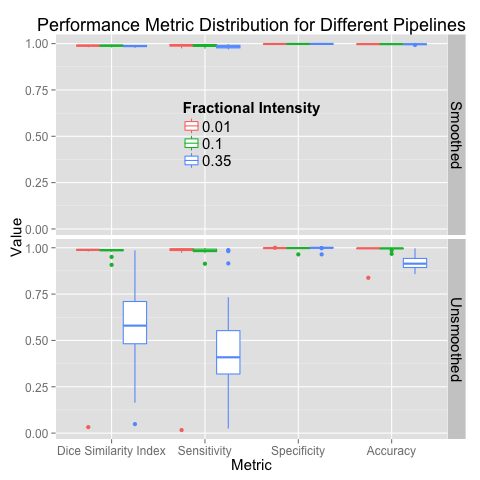 Performance Metric Distribution for Different Pipelines
1.00
0.75
0.50
0.25
0.00
Fractional Intensity
0.01
0.1
0.35
Smoothed
1.00
0.75
0.50
0.25
0.00
Unsmoothed
Value
Dice Similarity Index
Sensitivity
Specificity
Accuracy
Metric